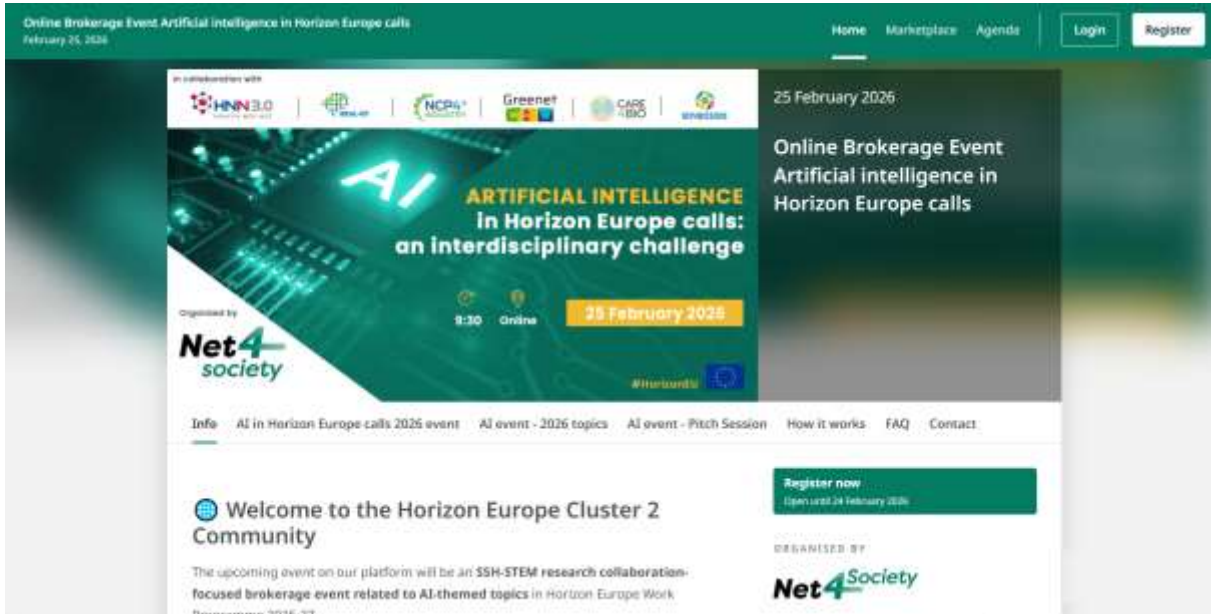 Online Brokerage Event Artificial intelligence in Horizon Europe calls
February 25, 2026
Home Marketplace Agenda Login Register
in collaboration with
HNN 3.0 NCP4 Greenet CARE 4BIO
25 February 2026
Online Brokerage Event
Artificial intelligence in
Horizon Europe calls
AI
ARTIFICIAL INTELLIGENCE
in Horizon Europe calls:
an interdisciplinary challenge
9:30 Online 25 February 2026
Organised by
Net4
society
#HorizonEU
Info AI in Horizon Europe calls 2026 event AI event - 2026 topics AI event - Pitch Session How it works FAQ Contact
Register now
Open until 24 February 2026
Welcome to the Horizon Europe Cluster 2
Community
ORGANISED BY
Net4Society
The upcoming event on our platform will be an SSH-STEM research collaboration-
focused brokerage event related to AI-themed topics in Horizon Europe Work